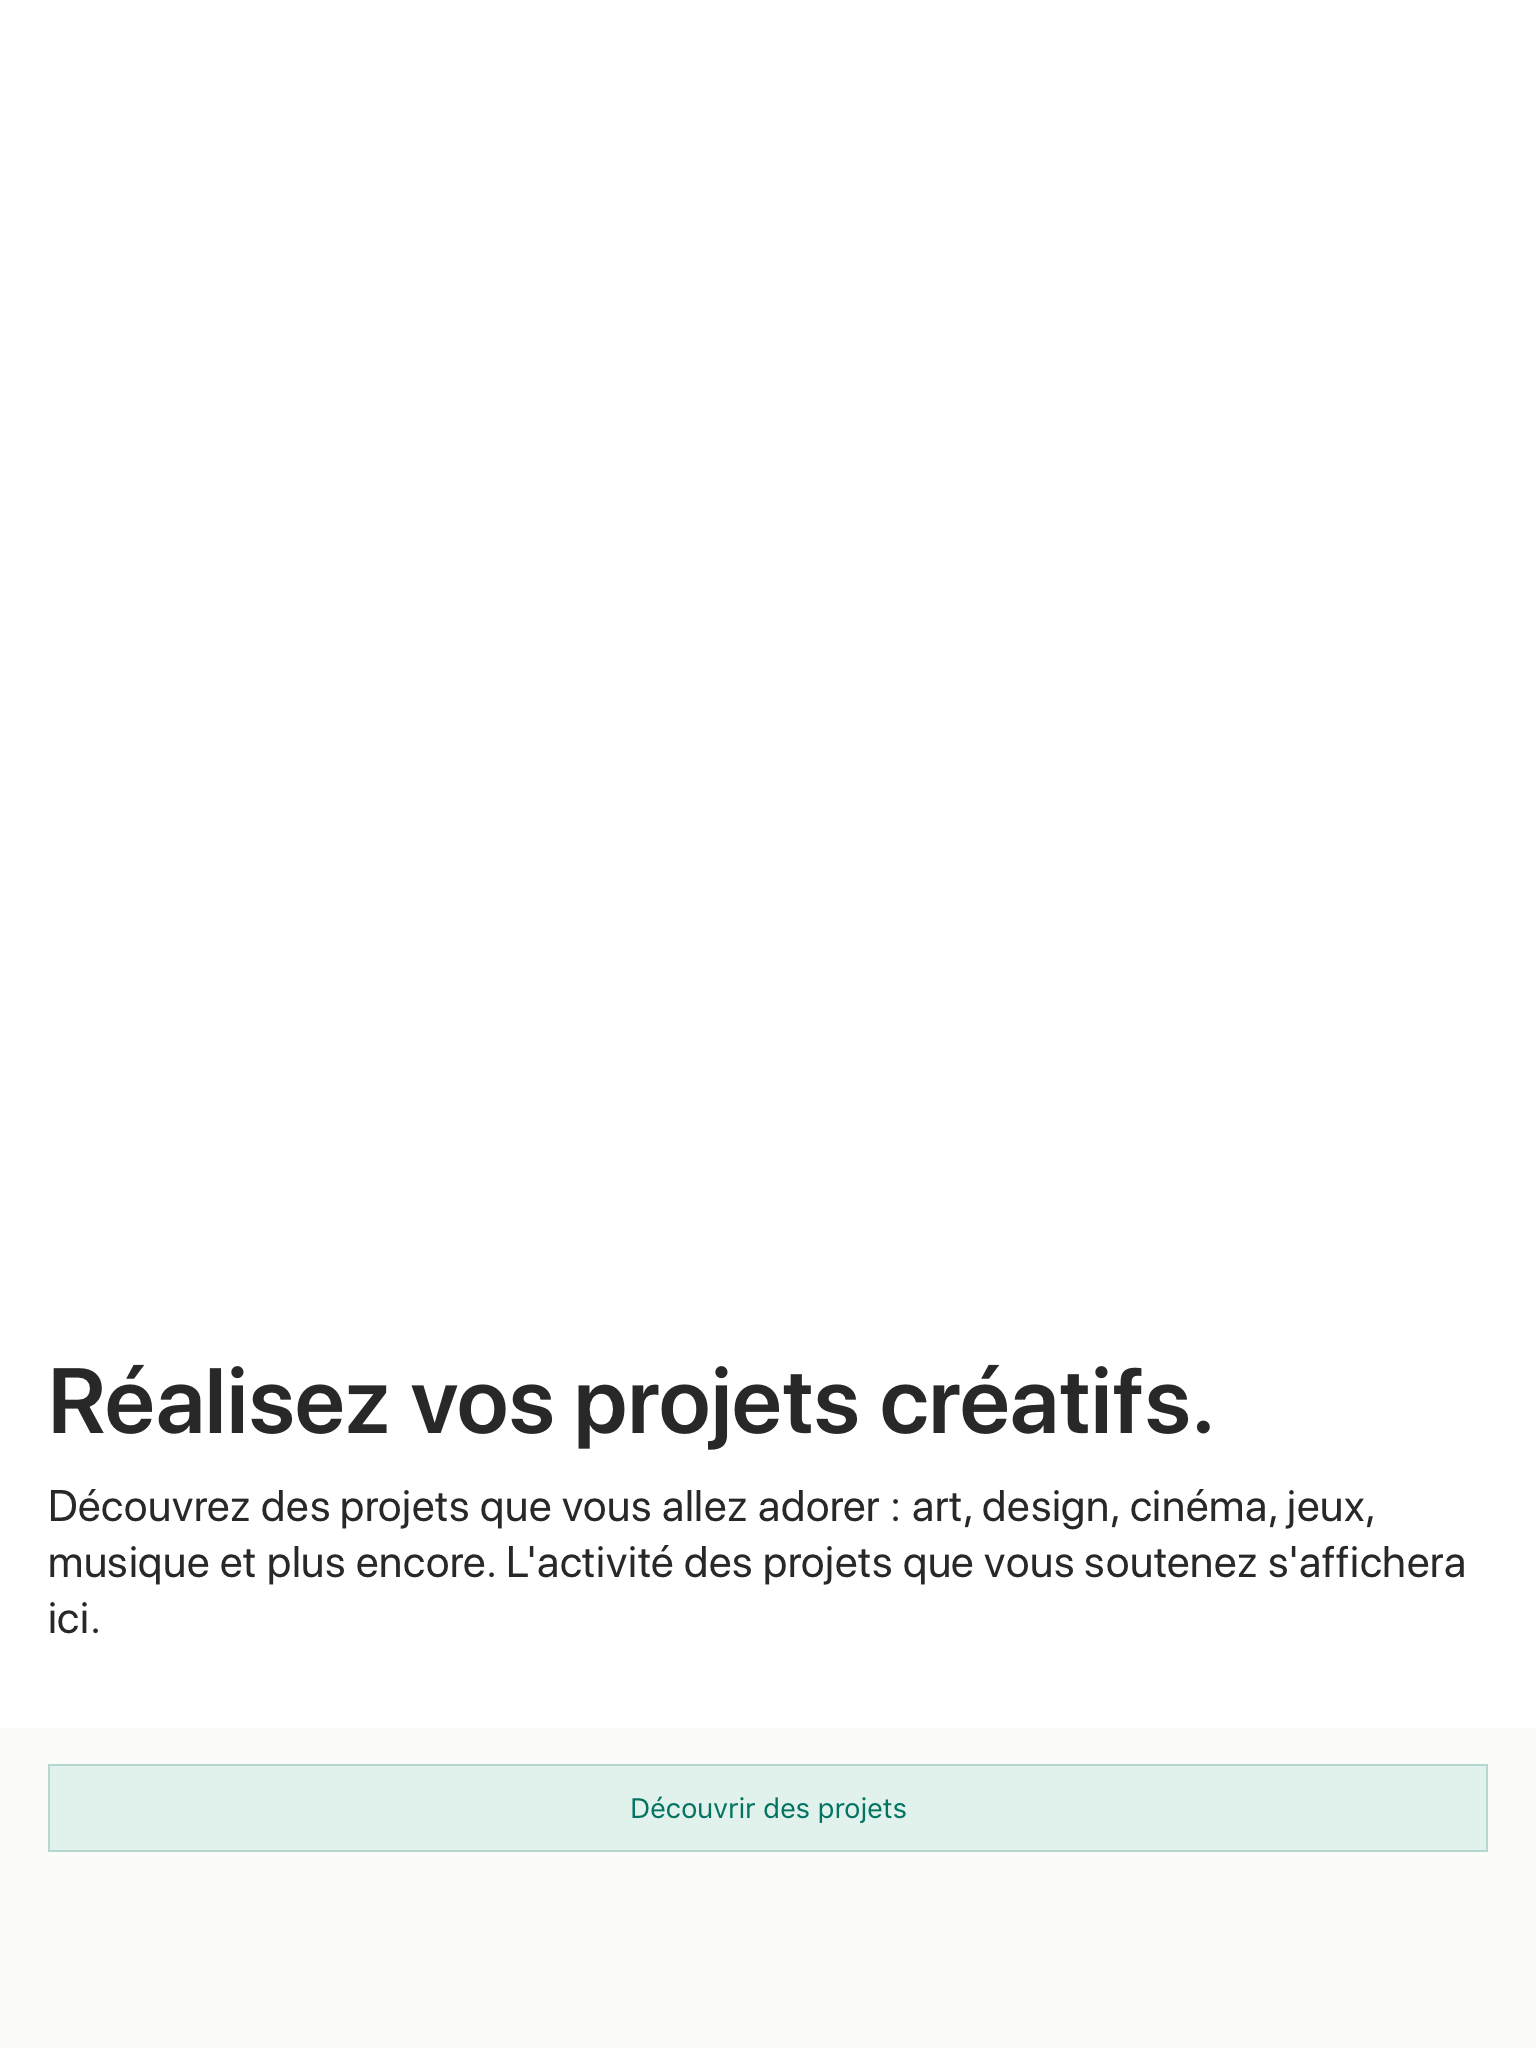 Réalisez vos projets créatifs.
Découvrez des projets que vous allez adorer : art, design, cinéma, jeux,
musique et plus encore. L'activité des projets que vous soutenez s'affichera
ici.
Découvrir des projets